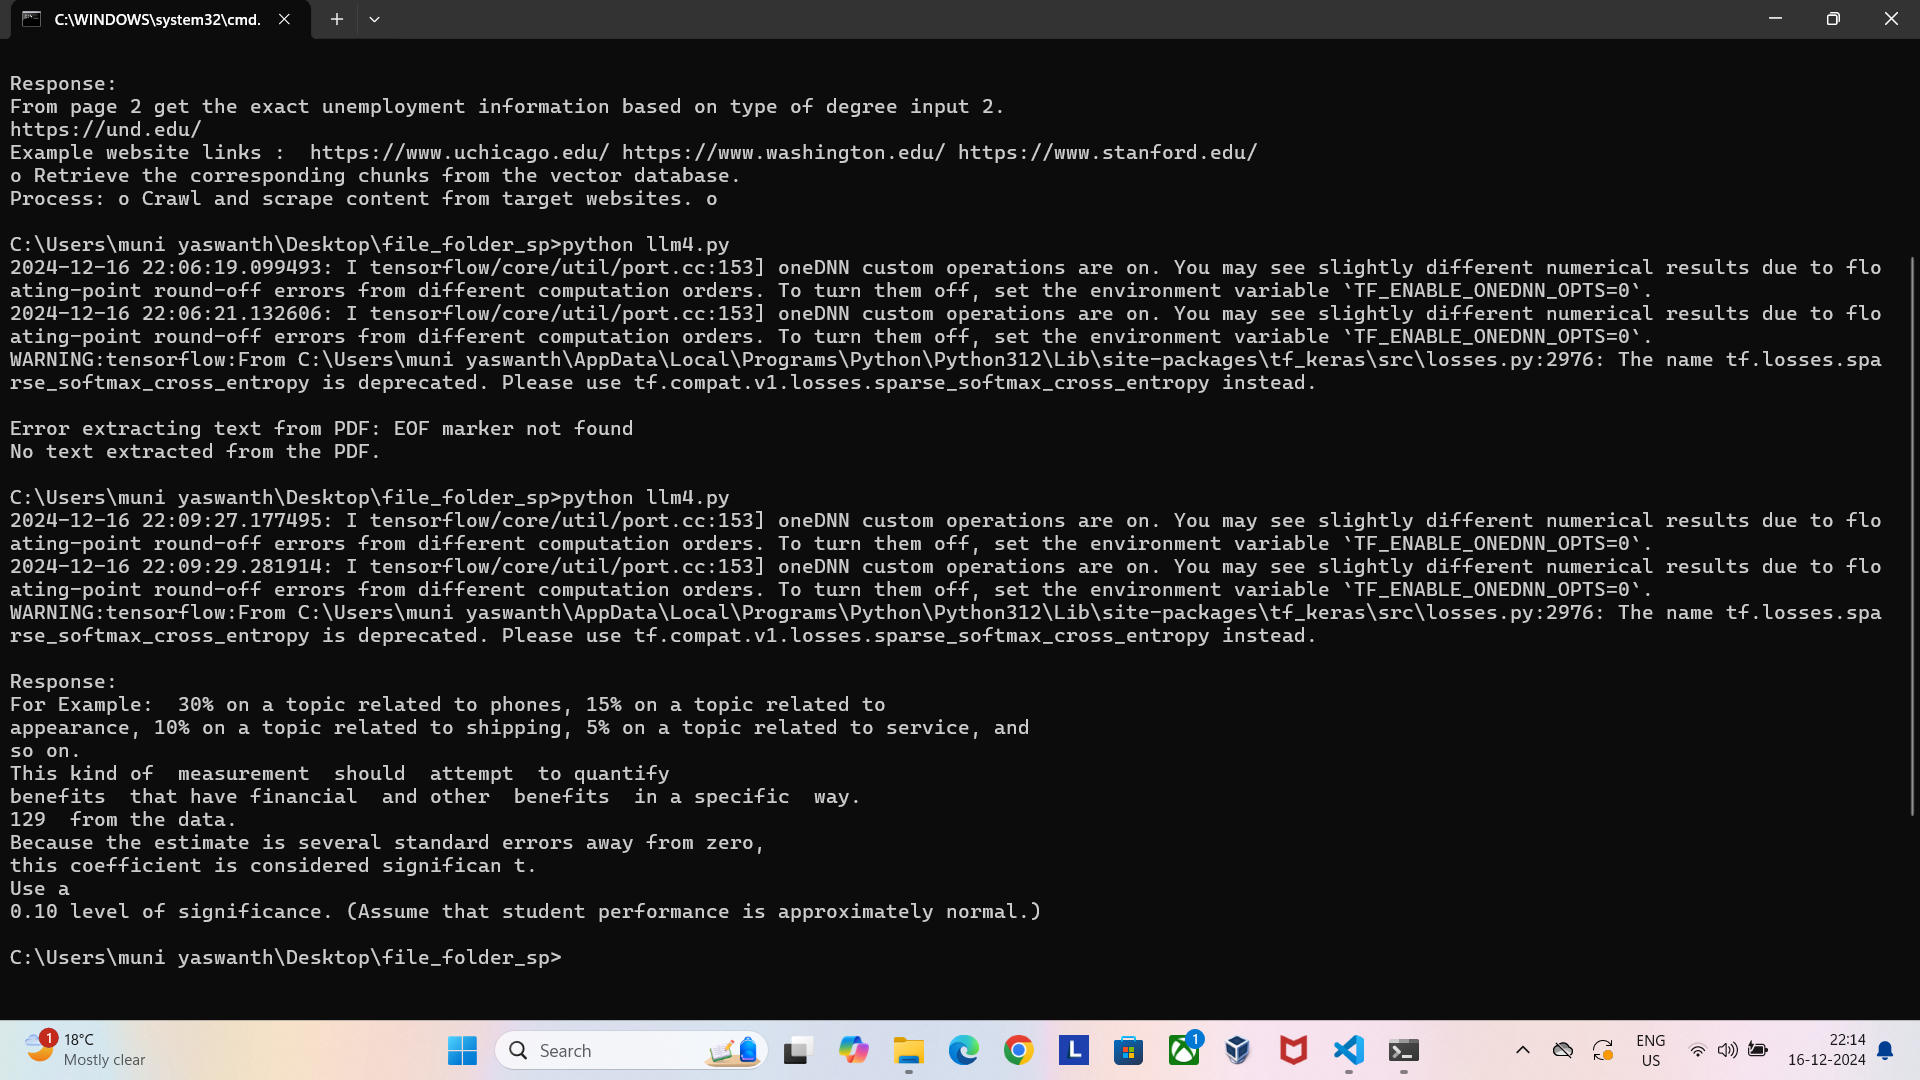 C:\WINDOWS\system32\cmd.
Response:
From page 2 get the exact unemployment information based on type of degree input 2.
https://und.edu/
Example website links :  https://www.uchicago.edu/ https://www.washington.edu/ https://www.stanford.edu/
o Retrieve the corresponding chunks from the vector database.
Process: o Crawl and scrape content from target websites. o
C:\Users\muni yaswanth\Desktop\file_folder_sp>python llm4.py
2024-12-16 22:06:19.099493: I tensorflow/core/util/port.cc:153] oneDNN custom operations are on. You may see slightly different numerical results due to flo
ating-point round-off errors from different computation orders. To turn them off, set the environment variable `TF_ENABLE_ONEDNN_OPTS=0`.
2024-12-16 22:06:21.132606: I tensorflow/core/util/port.cc:153] oneDNN custom operations are on. You may see slightly different numerical results due to flo
ating-point round-off errors from different computation orders. To turn them off, set the environment variable `TF_ENABLE_ONEDNN_OPTS=0`.
WARNING:tensorflow:From C:\Users\muni yaswanth\AppData\Local\Programs\Python\Python312\Lib\site-packages\tf_keras\src\losses.py:2976: The name tf.losses.spa
rse_softmax_cross_entropy is deprecated. Please use tf.compat.v1.losses.sparse_softmax_cross_entropy instead.
Error extracting text from PDF: EOF marker not found
No text extracted from the PDF.
C:\Users\muni yaswanth\Desktop\file_folder_sp>python llm4.py
2024-12-16 22:09:27.177495: I tensorflow/core/util/port.cc:153] oneDNN custom operations are on. You may see slightly different numerical results due to flo
ating-point round-off errors from different computation orders. To turn them off, set the environment variable `TF_ENABLE_ONEDNN_OPTS=0`.
2024-12-16 22:09:29.281914: I tensorflow/core/util/port.cc:153] oneDNN custom operations are on. You may see slightly different numerical results due to flo
ating-point round-off errors from different computation orders. To turn them off, set the environment variable `TF_ENABLE_ONEDNN_OPTS=0`.
WARNING:tensorflow:From C:\Users\muni yaswanth\AppData\Local\Programs\Python\Python312\Lib\site-packages\tf_keras\src\losses.py:2976: The name tf.losses.spa
rse_softmax_cross_entropy is deprecated. Please use tf.compat.v1.losses.sparse_softmax_cross_entropy instead.
Response:
For Example:  30% on a topic related to phones, 15% on a topic related to
appearance, 10% on a topic related to shipping, 5% on a topic related to service, and
so on.
This kind of  measurement  should  attempt  to quantify
benefits  that have financial  and other  benefits  in a specific  way.
129  from the data.
Because the estimate is several standard errors away from zero,
this coefficient is considered significan t.
Use a
0.10 level of significance. (Assume that student performance is approximately normal.)
C:\Users\muni yaswanth\Desktop\file_folder_sp>
1
18°C
Mostly clear
Search
L
1
ENG
US
22:14
16-12-2024